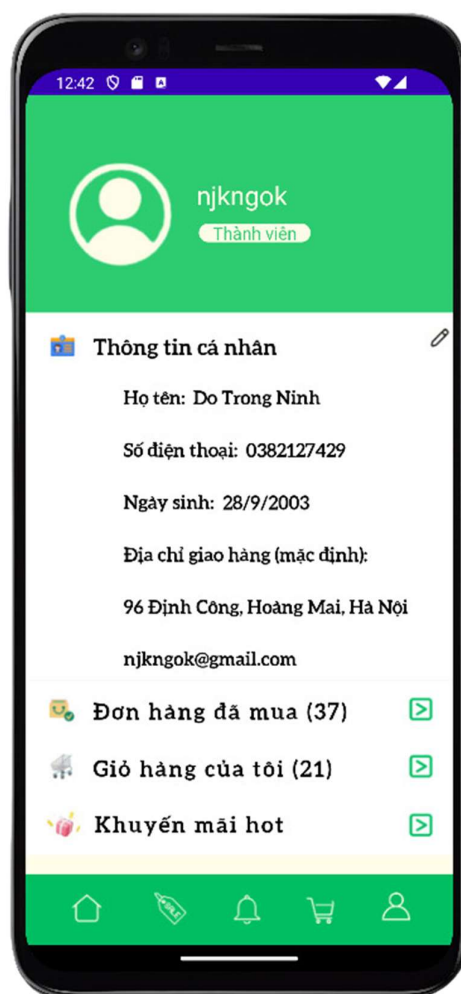 12:42
njkngok
Thành viên
Thông tin cá nhân
Họ tên: Do Trong Ninh
Số điện thoại: 0382127429
Ngày sinh: 28/9/2003
Địa chỉ giao hàng (mặc định):
96 Định Công, Hoàng Mai, Hà Nội
njkngok@gmail.com
Đơn hàng đã mua (37)
Giỏ hàng của tôi (21)
Khuyến mãi hot
SALE